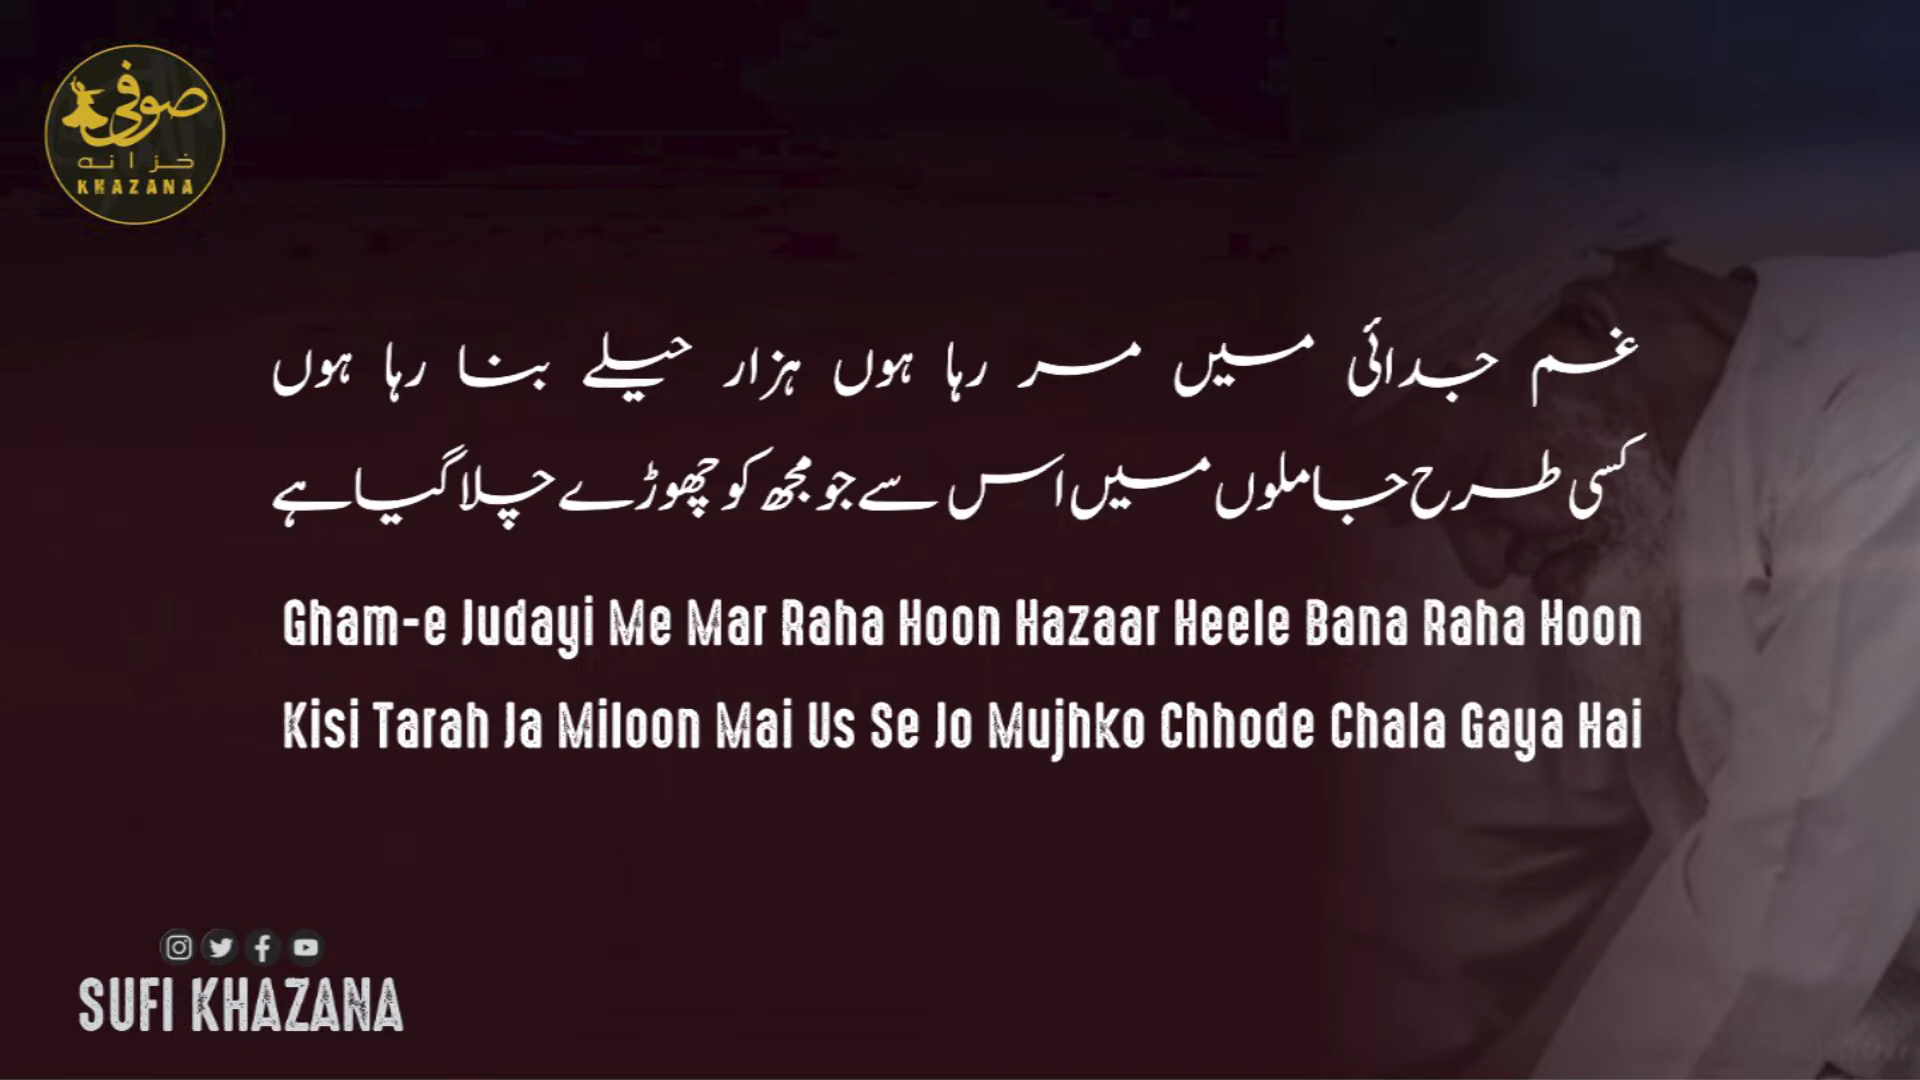 صوفی
خزانہ
KHAZANA
غم جدائی میں مر رہا ہوں ہزار حیلے بنا رہا ہوں
کسی طرح جا ملوں میں اس سے جو مجھ کو چھوڑے چلا گیا ہے
Gham-e Judayi Me Mar Raha Hoon Hazaar Heele Bana Raha Hoon
Kisi Tarah Ja Miloon Mai Us Se Jo Mujhko Chhode Chala Gaya Hai
SUFI KHAZANA